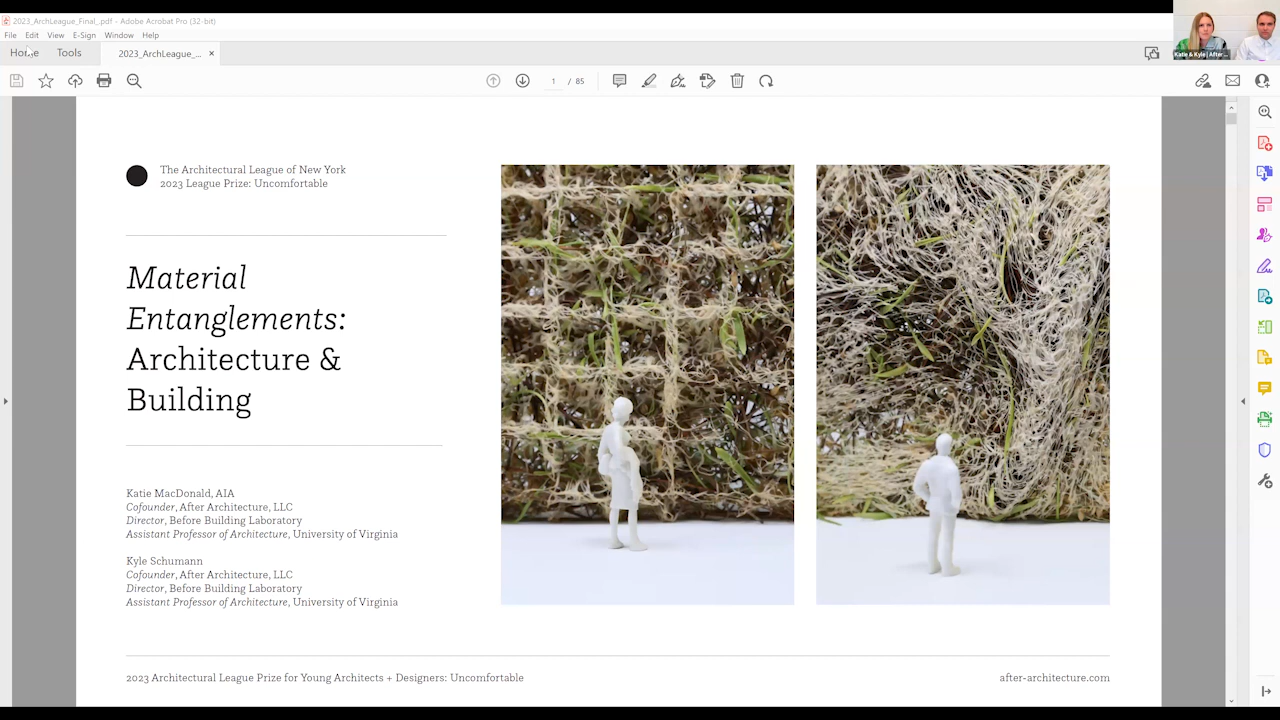 2023_ArchLeague_Final_.pdf - Adobe Acrobat Pro (32-bit)
File Edit View E-Sign Window Help
Home Tools 2023_ArchLeague_... ×
1 / 85
Katie & Kyle | After ...
The Architectural League of New York
2023 League Prize: Uncomfortable
Material
Entanglements:
Architecture &
Building
Katie MacDonald, AIA
Cofounder, After Architecture, LLC
Director, Before Building Laboratory
Assistant Professor of Architecture, University of Virginia
Kyle Schumann
Cofounder, After Architecture, LLC
Director, Before Building Laboratory
Assistant Professor of Architecture, University of Virginia
2023 Architectural League Prize for Young Architects + Designers: Uncomfortable
after-architecture.com